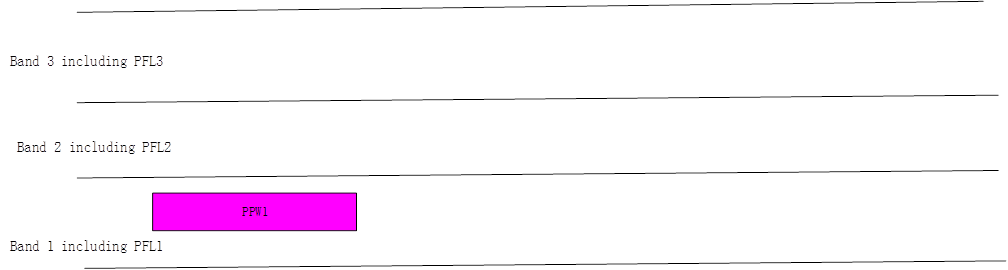 Band 3 including PFL3
Band 2 including PFL2
PPW1
Band 1 including PFL1